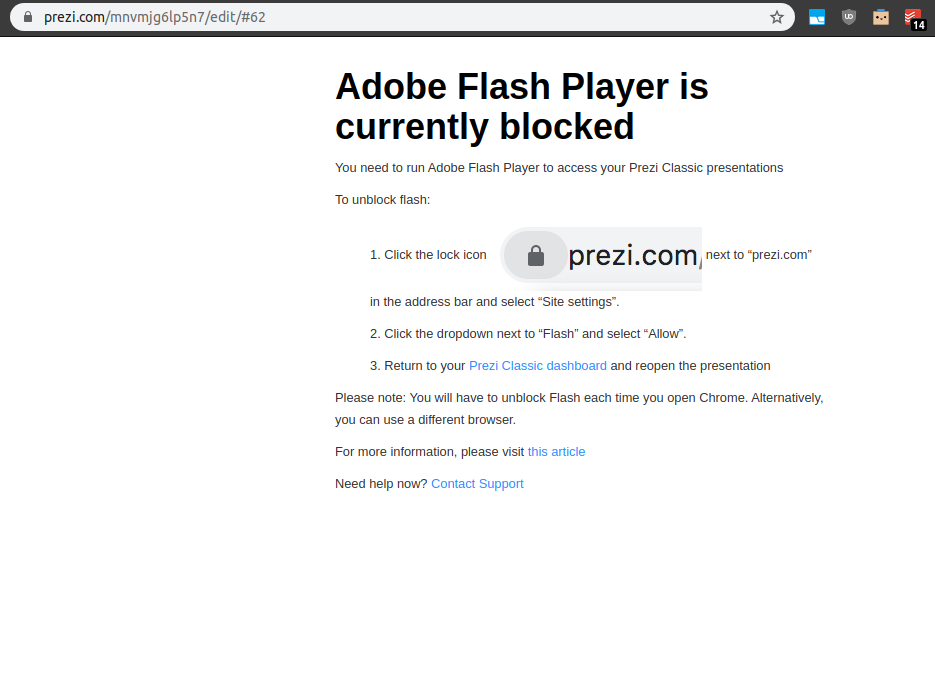 prezi.com/mnvmjg6lp5n7/edit/#62
14
Adobe Flash Player is
currently blocked
You need to run Adobe Flash Player to access your Prezi Classic presentations
To unblock flash:
1. Click the lock icon prezi.com/ next to “prezi.com”
in the address bar and select “Site settings”.
2. Click the dropdown next to “Flash” and select “Allow”.
3. Return to your Prezi Classic dashboard and reopen the presentation
Please note: You will have to unblock Flash each time you open Chrome. Alternatively,
you can use a different browser.
For more information, please visit this article
Need help now? Contact Support